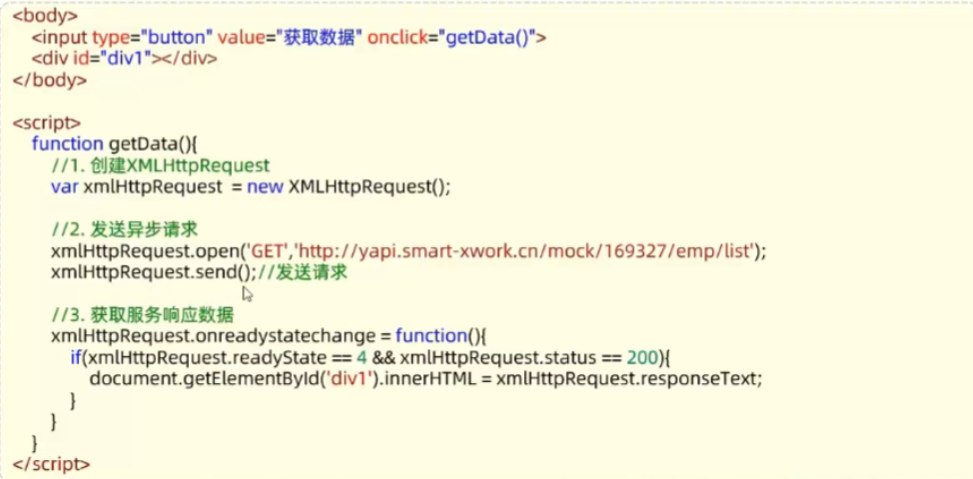 <body>
<input type="button" value="获取数据" onclick="getData()">
<div id="div1"></div>
</body>
<script>
function getData(){
//1. 创建XMLHttpRequest
var xmlHttpRequest = new XMLHttpRequest();
//2. 发送异步请求
xmlHttpRequest.open('GET','http://yapi.smart-xwork.cn/mock/169327/emp/list');
xmlHttpRequest.send();//发送请求
//3. 获取服务响应数据
xmlHttpRequest.onreadystatechange = function(){
if(xmlHttpRequest.readyState == 4 && xmlHttpRequest.status == 200){
document.getElementById('div1').innerHTML = xmlHttpRequest.responseText;
}
}
}
</script>